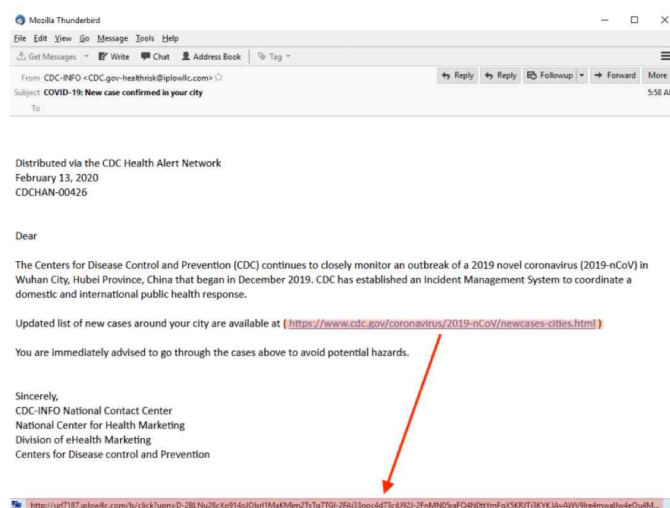 Mozilla Thunderbird
File Edit View Go Message Tools Help
Get Messages Write Chat Address Book Tag
From CDC-INFO <CDC.gov-healthrisk@iplowllc.com> Reply Reply Followup Forward More
Subject COVID-19: New case confirmed in your city 5:58 A
To
Distributed via the CDC Health Alert Network
February 13, 2020
CDCHAN-00426
Dear
The Centers for Disease Control and Prevention (CDC) continues to closely monitor an outbreak of a 2019 novel coronavirus (2019-nCoV) in
Wuhan City, Hubei Province, China that began in December 2019. CDC has established an Incident Management System to coordinate a
domestic and international public health response.
Updated list of new cases around your city are available at ( https://www.cdc.gov/coronavirus/2019-nCoV/newcases-cities.html )
You are immediately advised to go through the cases above to avoid potential hazards.
Sincerely,
CDC-INFO National Contact Center
National Center for Health Marketing
Division of eHealth Marketing
Centers for Disease control and Prevention